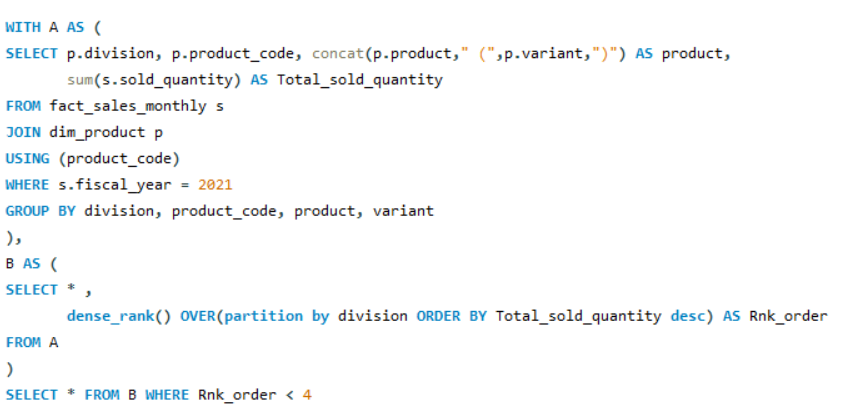 WITH A AS (
SELECT p.division, p.product_code, concat(p.product," (",p.variant,")") AS product,
sum(s.sold_quantity) AS Total_sold_quantity
FROM fact_sales_monthly s
JOIN dim_product p
USING (product_code)
WHERE s.fiscal_year = 2021
GROUP BY division, product_code, product, variant
),
B AS (
SELECT * ,
dense_rank() OVER(partition by division ORDER BY Total_sold_quantity desc) AS Rnk_order
FROM A
)
SELECT * FROM B WHERE Rnk_order < 4